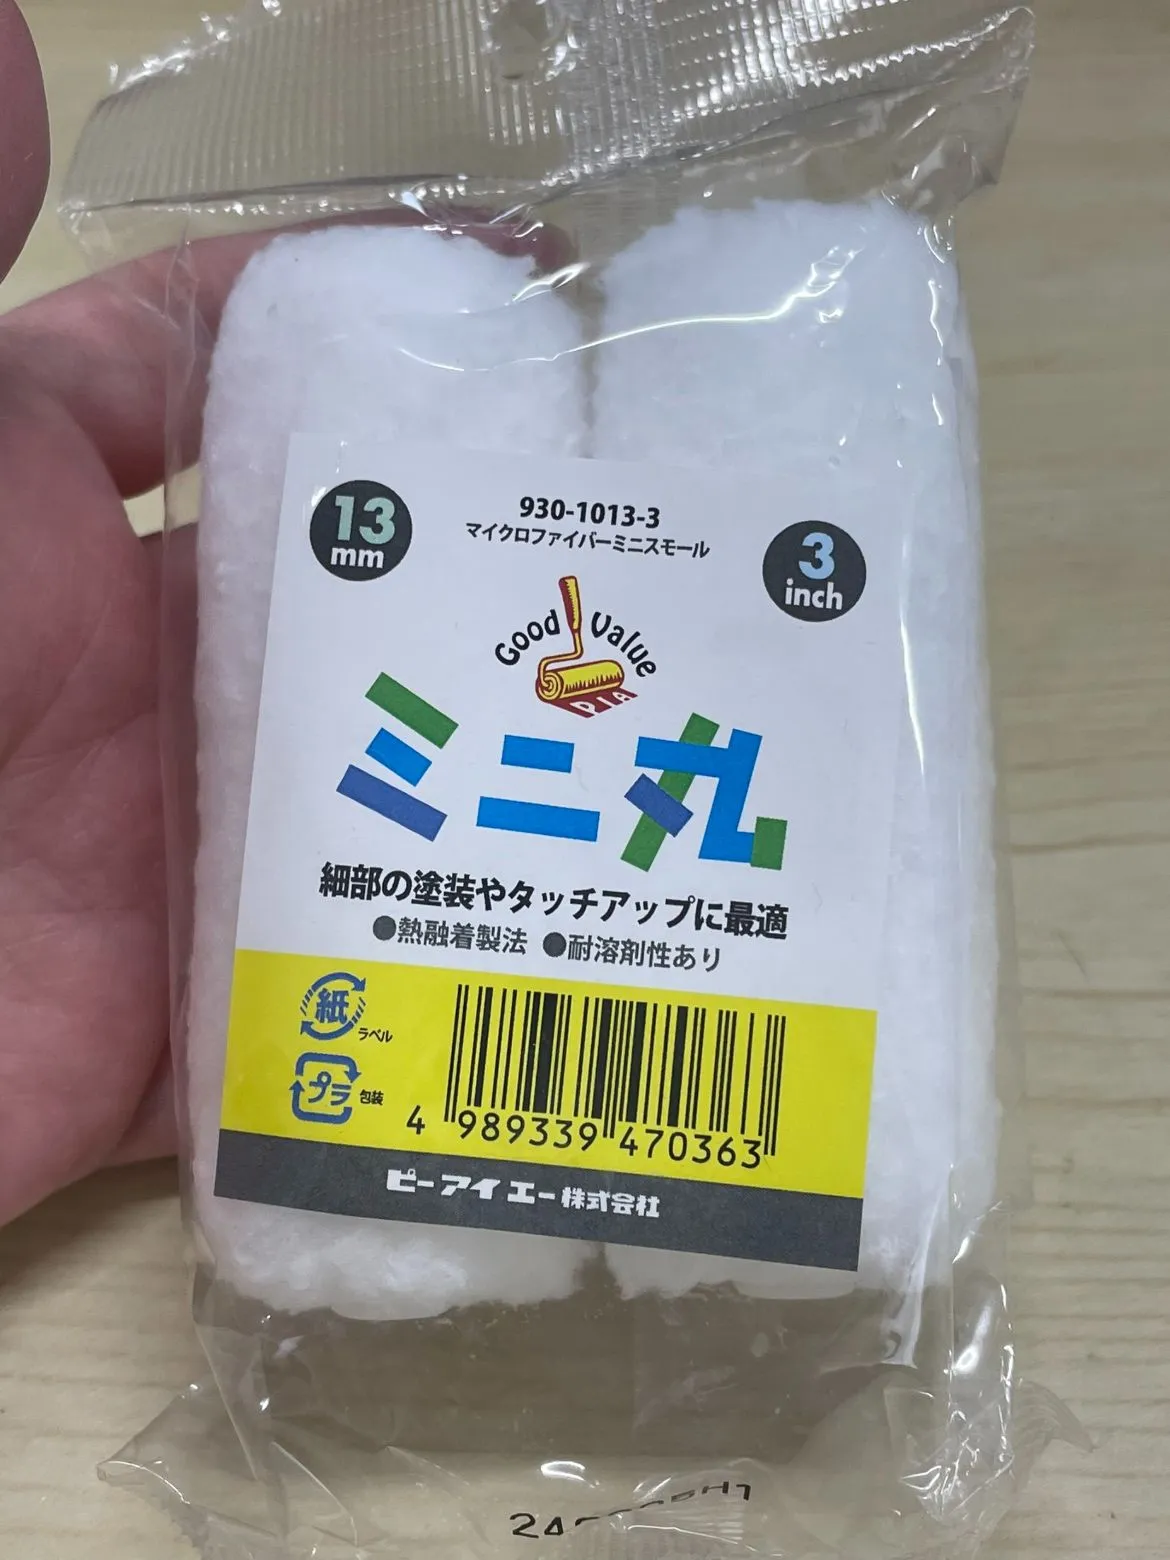 13
mm
930-1013-3
マイクロファイバーミニスモール
3
inch
Good Value
PIA
ミニ丸
細部の塗装やタッチアップに最適
●熱融着製法 ●耐溶剤性あり
紙
ラベル
プラ
包装
4 989339 470363
ピーアイエー株式会社